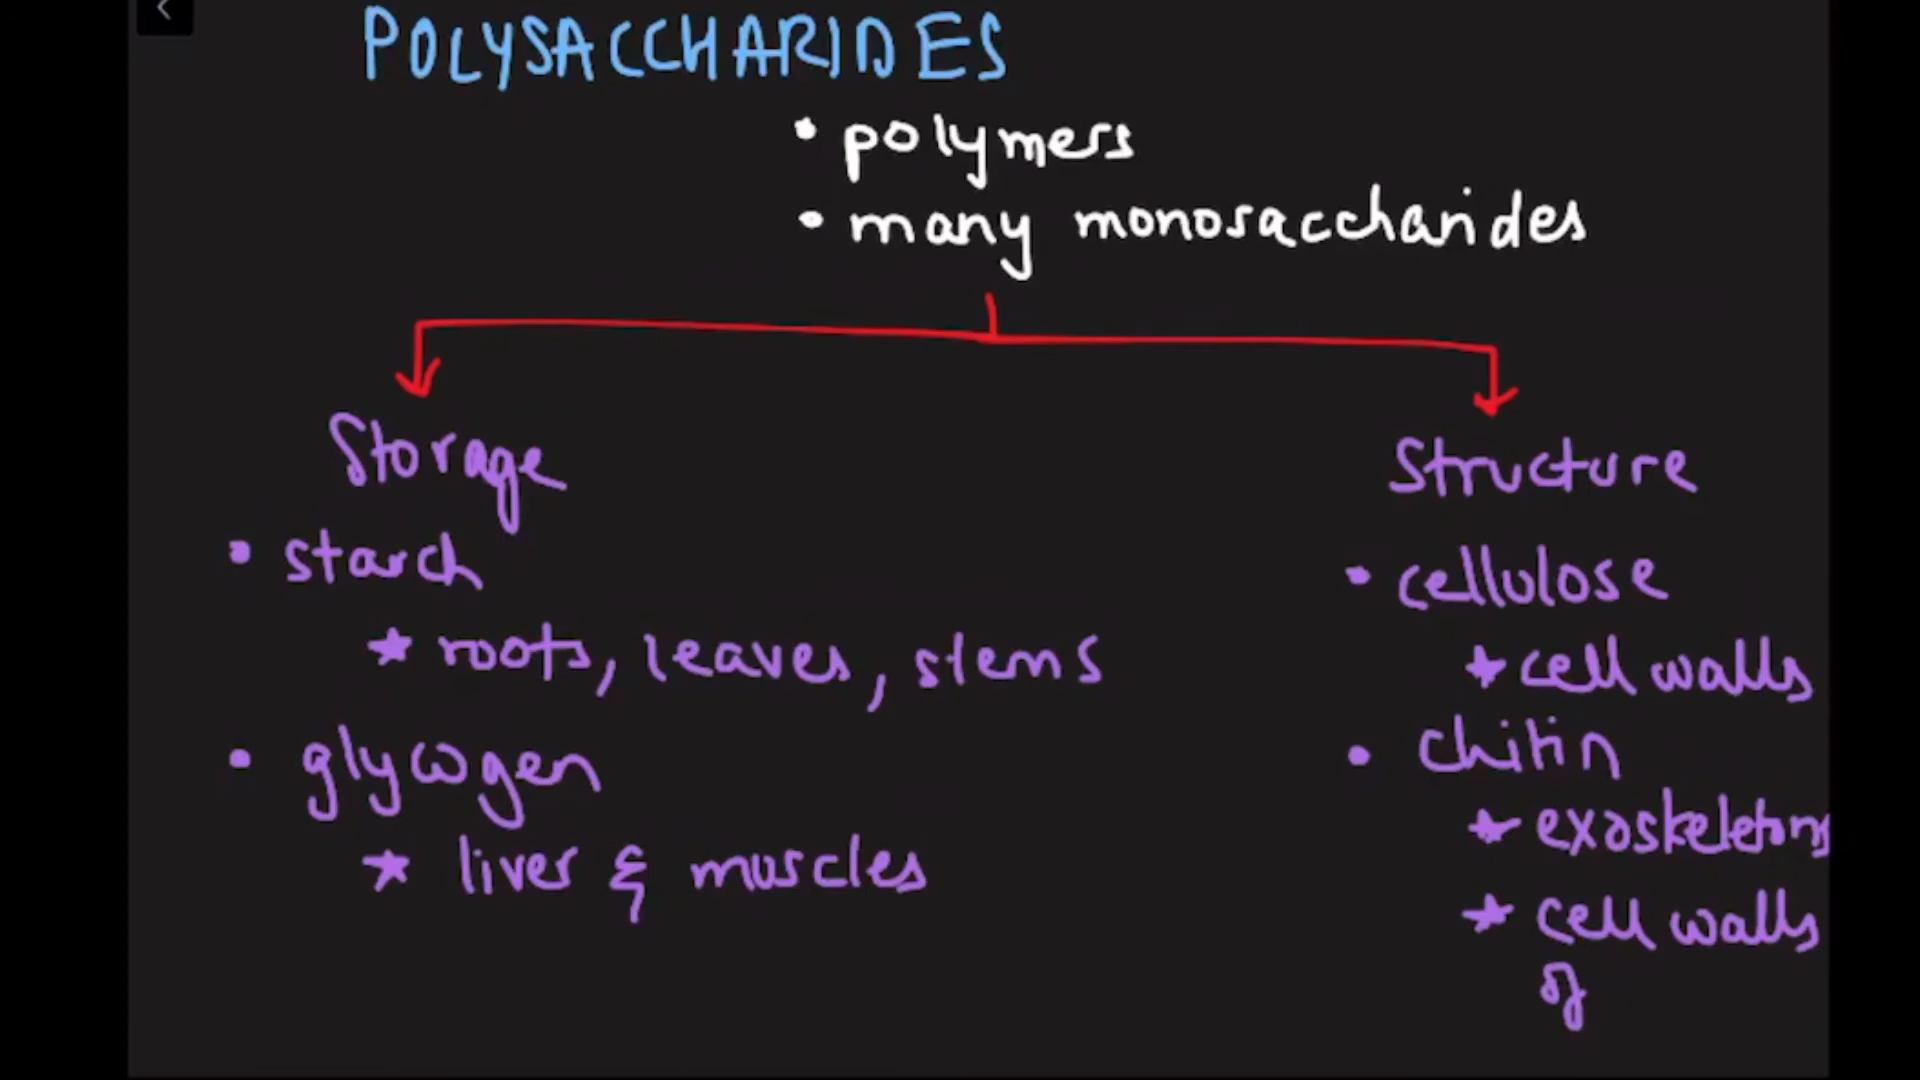 POLYSACCHARIDES
• polymers
• many monosaccharides
Storage
• starch
★ roots, leaves, stems
• glycogen
★ liver & muscles
Structure
• cellulose
★ cell walls
• chitin
★ exoskeletons
★ cell walls
of